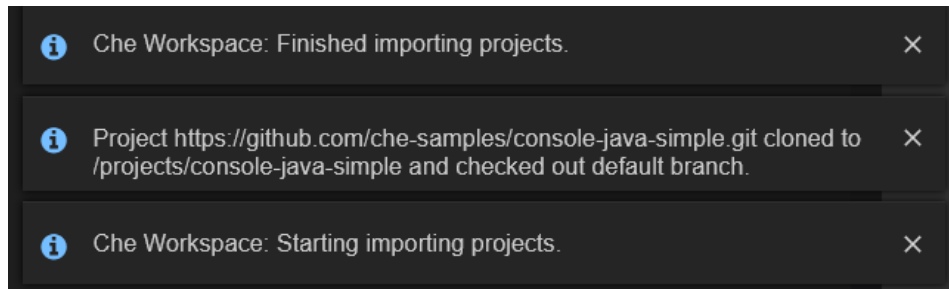 Che Workspace: Finished importing projects.
Project https://github.com/che-samples/console-java-simple.git cloned to
/projects/console-java-simple and checked out default branch.
Che Workspace: Starting importing projects.